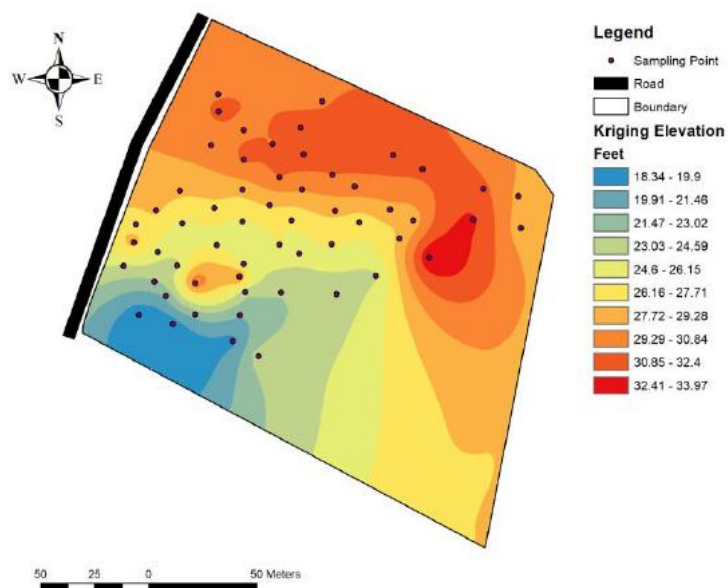 N
W E
S
Legend
Sampling Point
Road
Boundary
Kriging Elevation
Feet
18.34 - 19.9
19.91 - 21.46
21.47 - 23.02
23.03 - 24.59
24.6 - 26.15
26.16 - 27.71
27.72 - 29.28
29.29 - 30.84
30.85 - 32.4
32.41 - 33.97
50 25 0 50 Meters